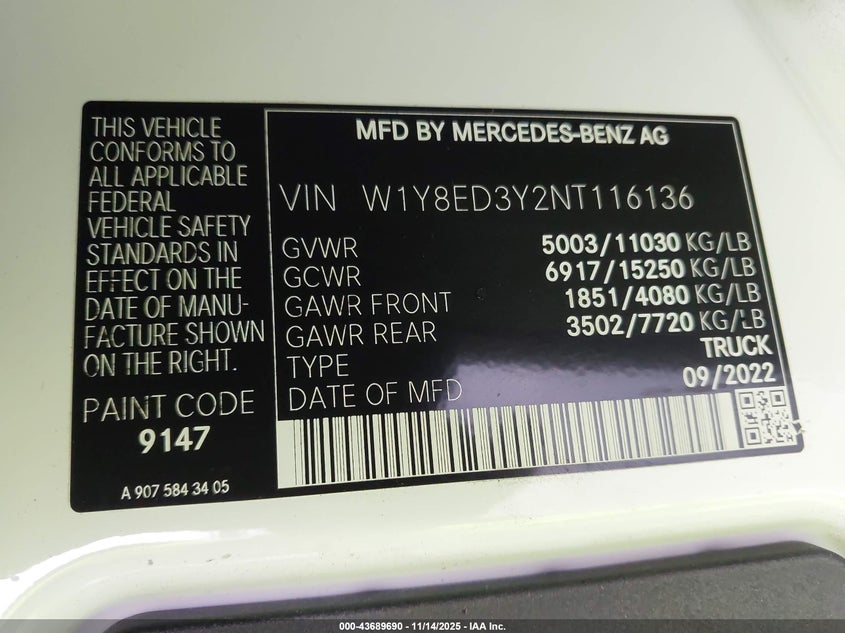 THIS VEHICLE
CONFORMS TO
ALL APPLICABLE
FEDERAL
VEHICLE SAFETY
STANDARDS IN
EFFECT ON THE
DATE OF MANU-
FACTURE SHOWN
ON THE RIGHT.
PAINT CODE
9147
A 907 584 34 05
MFD BY MERCEDES-BENZ AG
VIN W1Y8ED3Y2NT116136
GVWR 5003/11030 KG/LB
GCWR 6917/15250 KG/LB
GAWR FRONT 1851/4080 KG/LB
GAWR REAR 3502/7720 KG/LB
TYPE TRUCK
DATE OF MFD 09/2022
000-43689690 - 11/14/2025 - IAA Inc.